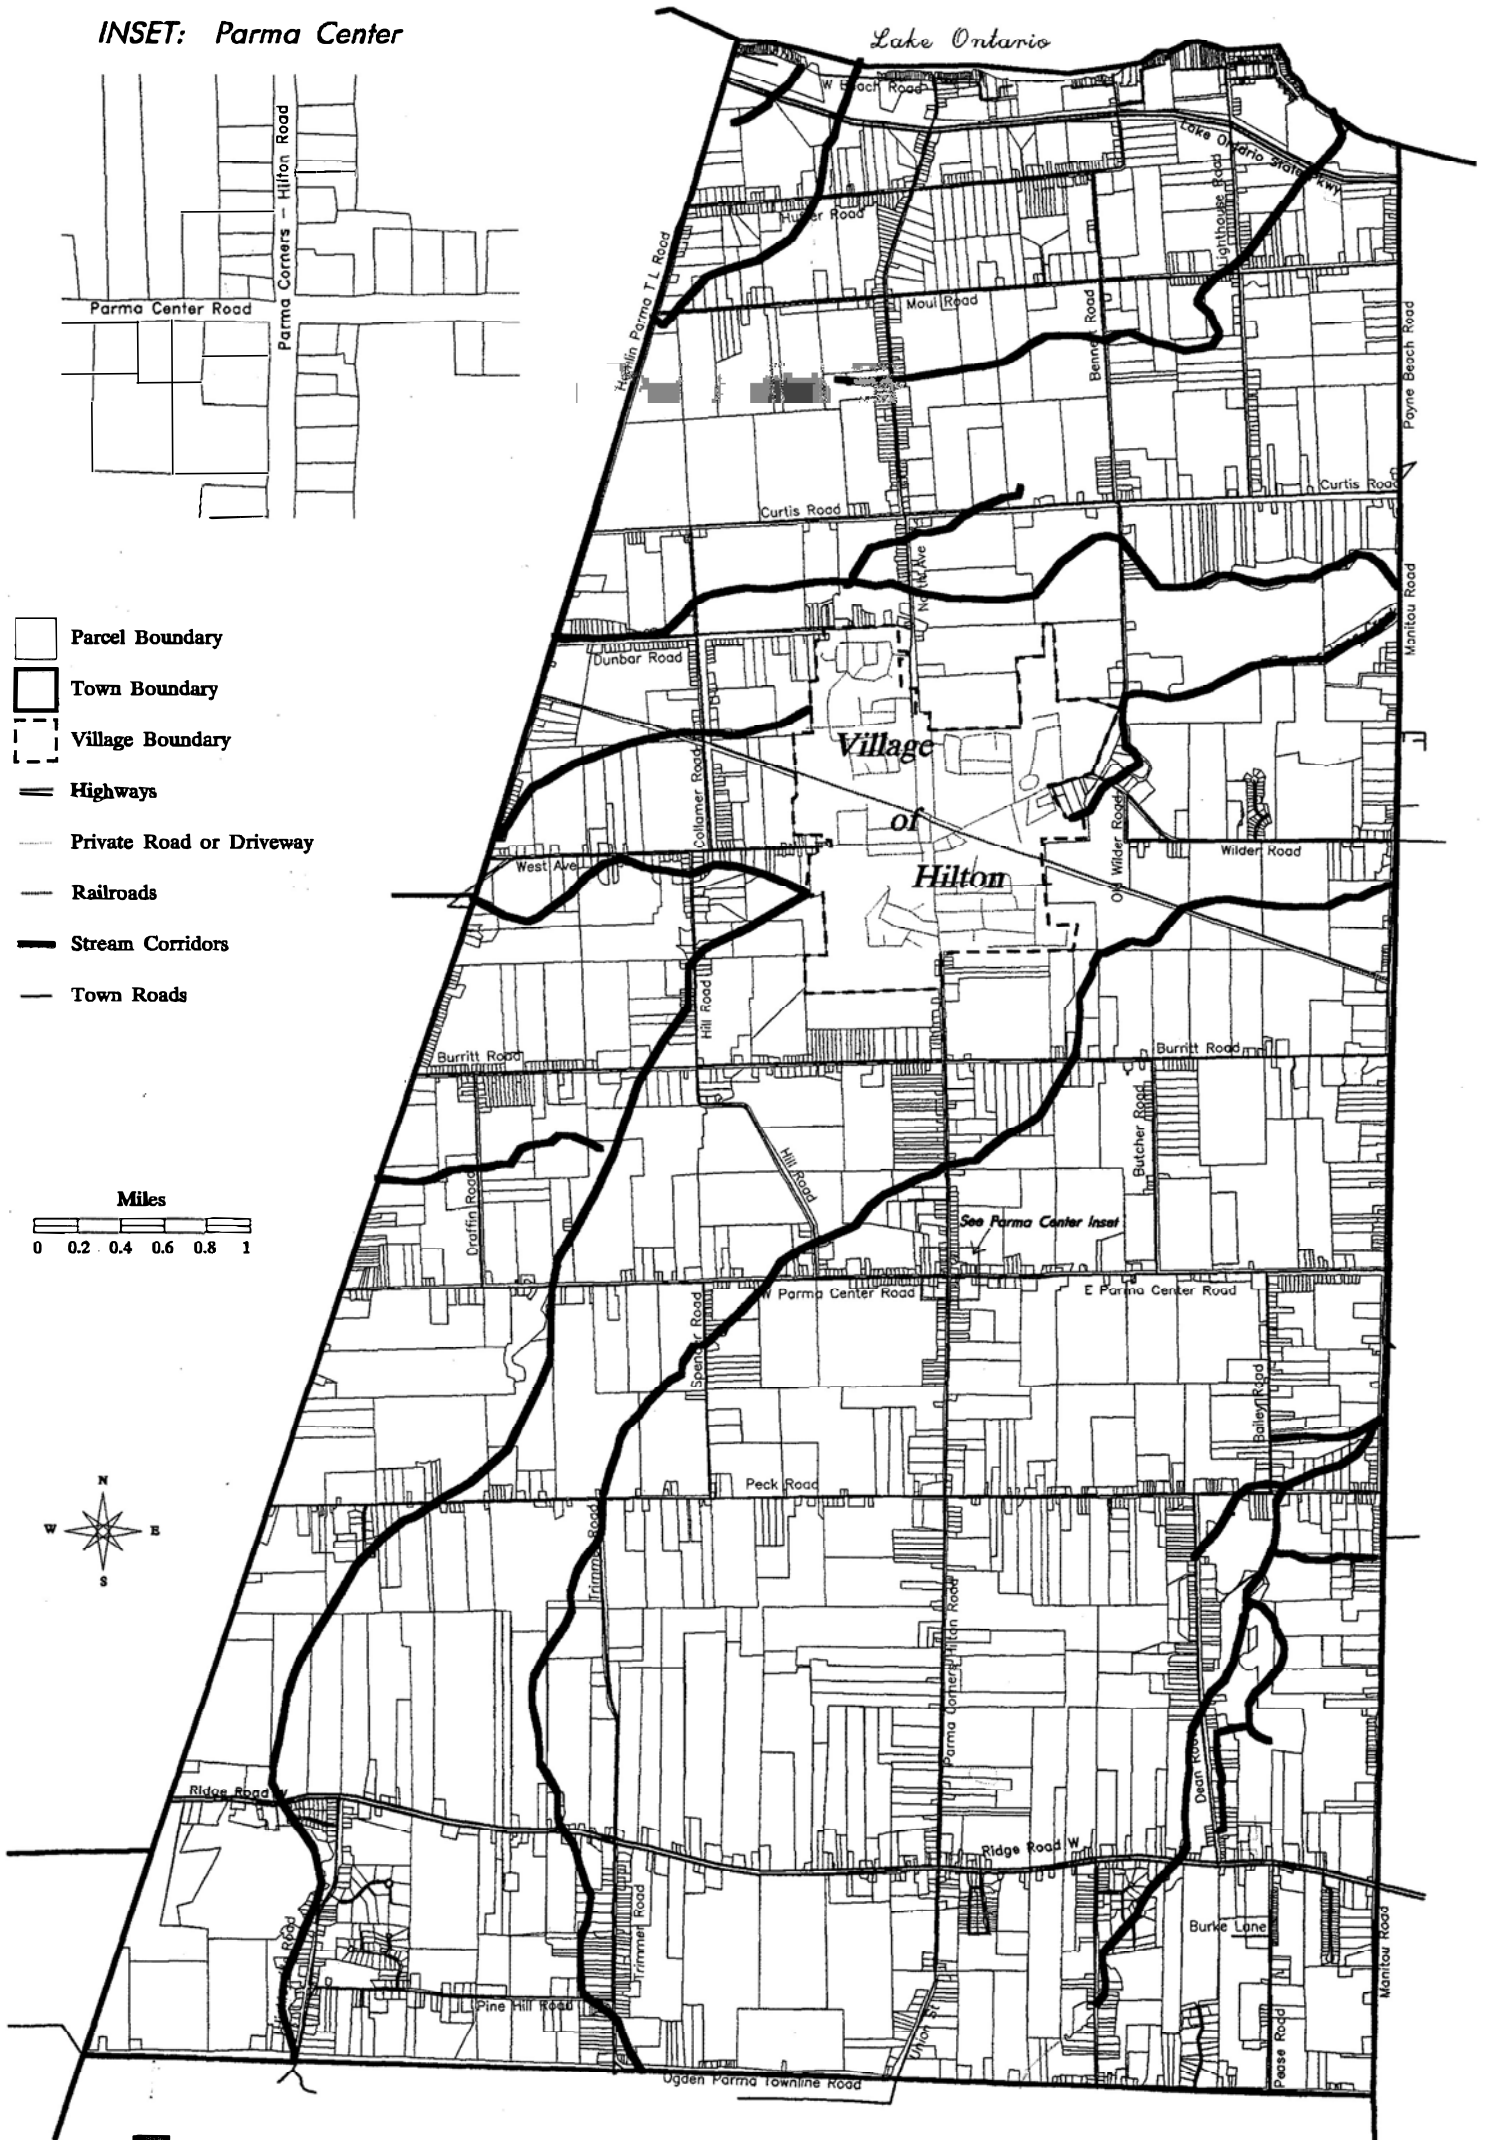 INSET: Parma Center
Lake Ontario
Parma Corners - Hilton Road
Parma Center Road
W Beach Road
Lake Ontario State Pkwy
Lighthouse Road
Road
Hamlin Parma T L Road
Moul Road
Road
Payne Beach Road
Curtis Road
Curtis Road
North Ave
Manitou Road
Parcel Boundary
Town Boundary
Village Boundary
Highways
Private Road or Driveway
Railroads
Stream Corridors
Town Roads
Dunbar Road
Village
of
Hilton
Collamer Road
Old Wilder Road
Wilder Road
West Ave
Hill Road
Burritt Road
Burritt Road
Butcher Road
Hill Road
Draffin Road
Miles
0 0.2 0.4 0.6 0.8 1
See Parma Center Inset
W Parma Center Road
E Parma Center Road
Spencer Road
Bailey Road
Peck Road
N
W E
S
Trimmer Road
Parma Corners Hilton Road
Dean Road
Ridge Road W
Ridge Road W
Road
Trimmer Road
Burke Lane
Manitou Road
Pine Hill Road
Union St
Pease Road
Ogden Parma Townline Road